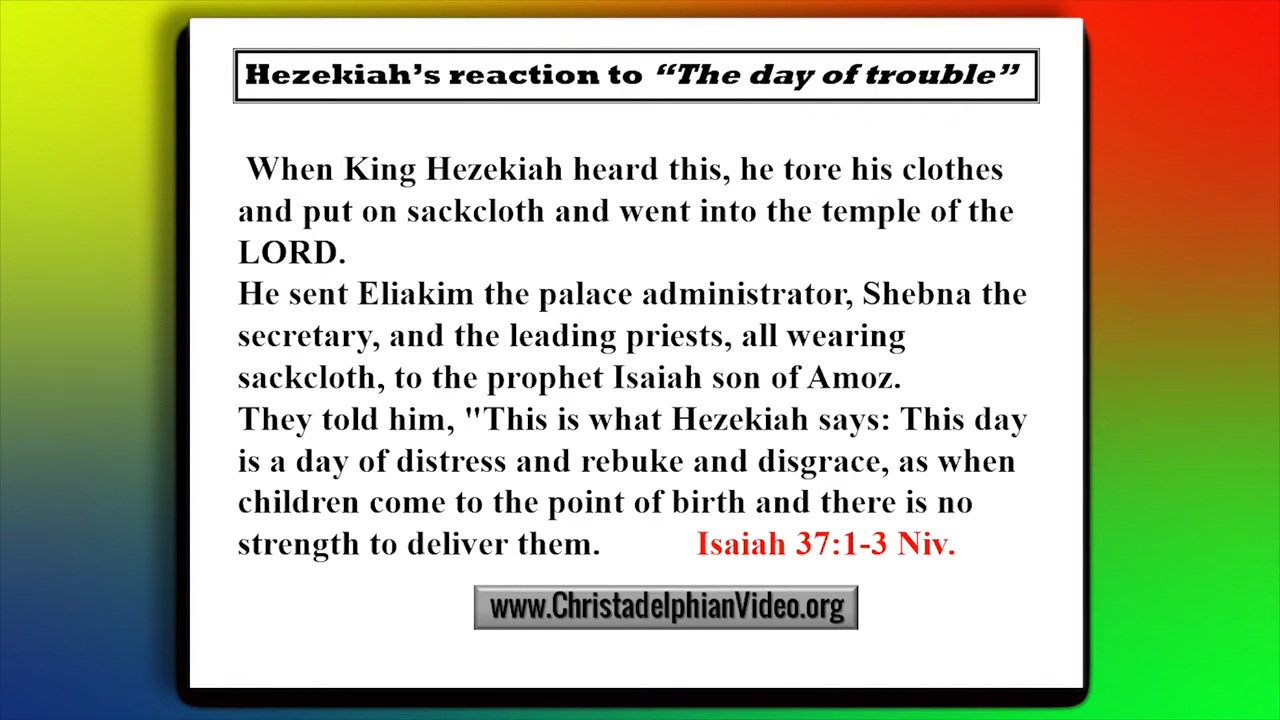 Hezekiah’s reaction to “The day of trouble”
When King Hezekiah heard this, he tore his clothes
and put on sackcloth and went into the temple of the
LORD.
He sent Eliakim the palace administrator, Shebna the
secretary, and the leading priests, all wearing
sackcloth, to the prophet Isaiah son of Amoz.
They told him, "This is what Hezekiah says: This day
is a day of distress and rebuke and disgrace, as when
children come to the point of birth and there is no
strength to deliver them. Isaiah 37:1-3 Niv.
www.ChristadelphianVideo.org